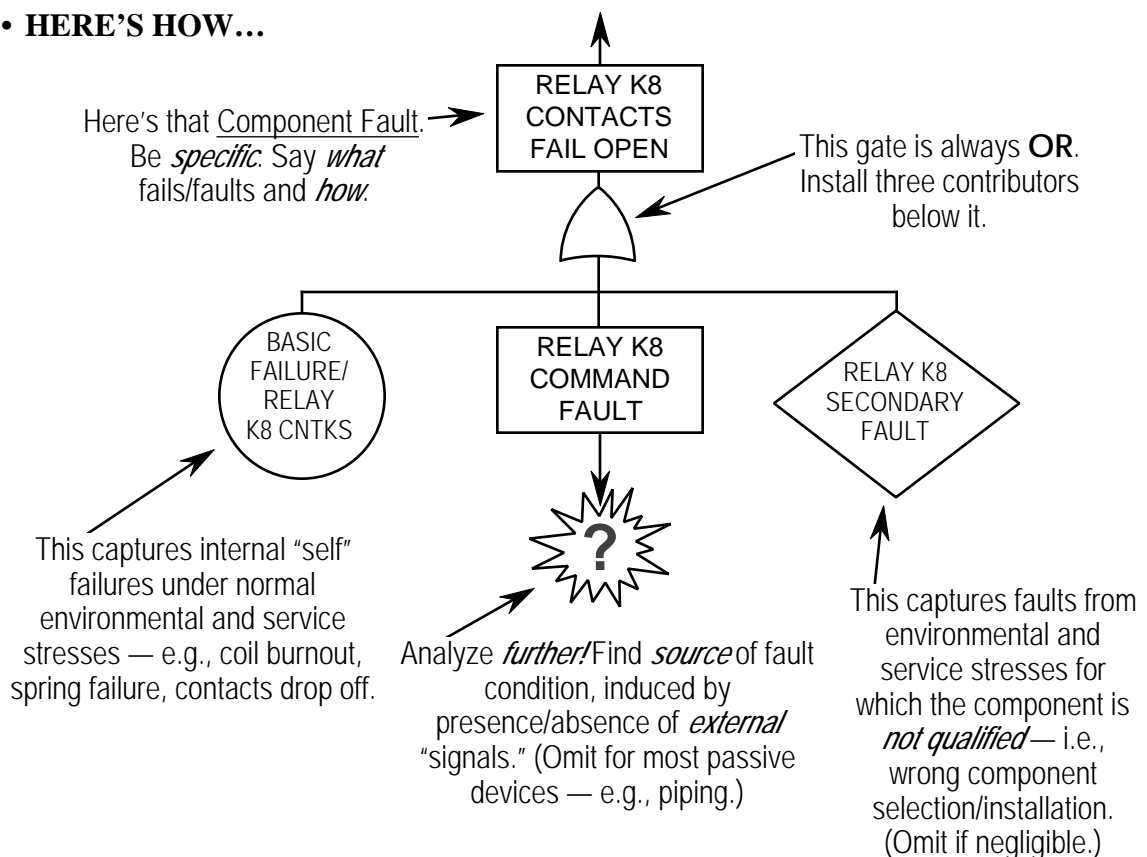 • HERE'S HOW…
RELAY K8
CONTACTS
FAIL OPEN
Here's that Component Fault.
Be specific. Say what
fails/faults and how.
This gate is always OR.
Install three contributors
below it.
BASIC
FAILURE/
RELAY
K8 CNTKS
RELAY K8
COMMAND
FAULT
RELAY K8
SECONDARY
FAULT
?
This captures internal “self”
failures under normal
environmental and service
stresses — e.g., coil burnout,
spring failure, contacts drop off.
Analyze further! Find source of fault
condition, induced by
presence/absence of external
“signals.” (Omit for most passive
devices — e.g., piping.)
This captures faults from
environmental and
service stresses for
which the component is
not qualified — i.e.,
wrong component
selection/installation.
(Omit if negligible.)